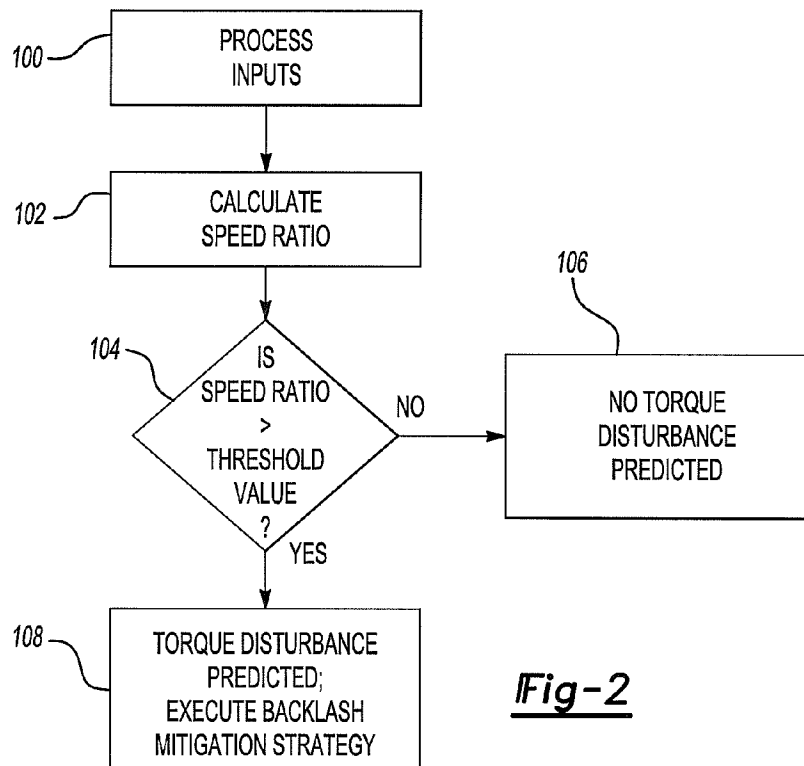 100
PROCESS
INPUTS
102
CALCULATE
SPEED RATIO
104
IS
SPEED RATIO
>
THRESHOLD
VALUE
?
NO
YES
106
NO TORQUE
DISTURBANCE
PREDICTED
108
TORQUE DISTURBANCE
PREDICTED;
EXECUTE BACKLASH
MITIGATION STRATEGY
Fig-2